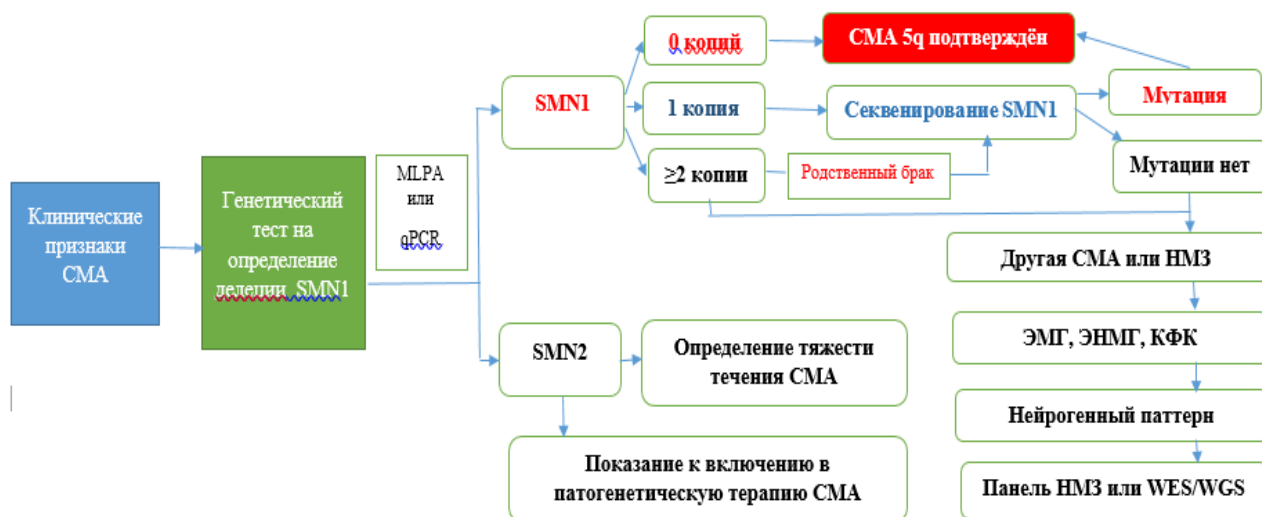 Клинические
признаки
СМА
Генетический
тест на
определение
делеции SMN1
MLPA
или
qPCR
SMN1
0 копий
СМА 5q подтверждён
1 копия
Секвенирование SMN1
Мутация
≥2 копии
Родственный брак
Мутации нет
Другая СМА или НМЗ
ЭМГ, ЭНМГ, КФК
Нейрогенный паттерн
Панель НМЗ или WES/WGS
SMN2
Определение тяжести
течения СМА
Показание к включению в
патогенетическую терапию СМА